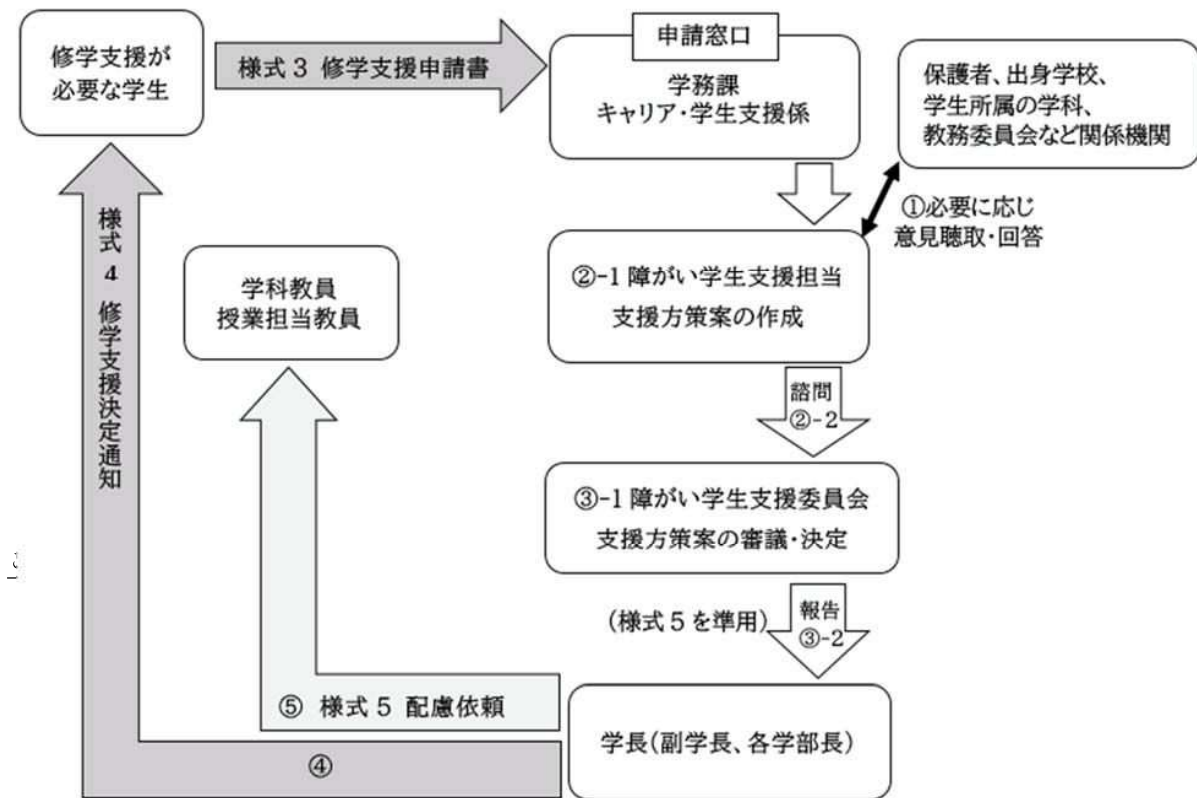 修学支援が
必要な学生
様式3 修学支援申請書
申請窓口
学務課
キャリア・学生支援係
保護者、出身学校、
学生所属の学科、
教務委員会など関係機関
①必要に応じ
意見聴取・回答
②-1障がい学生支援担当
支援方策案の作成
諮問
②-2
③-1障がい学生支援委員会
支援方策案の審議・決定
(様式5を準用)
報告
③-2
学長(副学長、各学部長)
⑤ 様式5 配慮依頼
学科教員
授業担当教員
④
様式4 修学支援決定通知